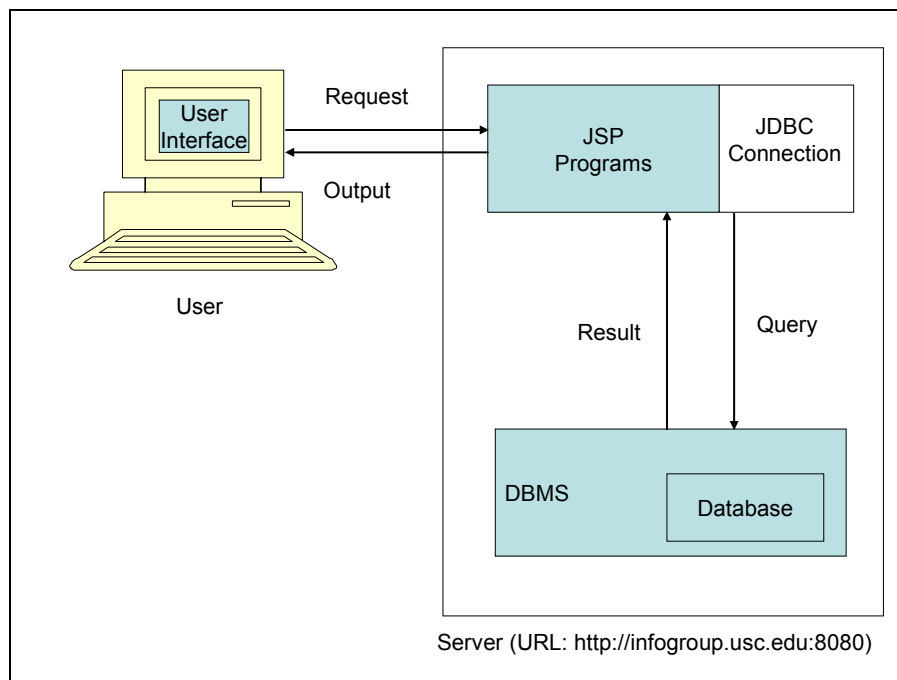 User
Interface
Request
Output
User
JSP
Programs
JDBC
Connection
Result
Query
DBMS
Database
Server (URL: http://infogroup.usc.edu:8080)